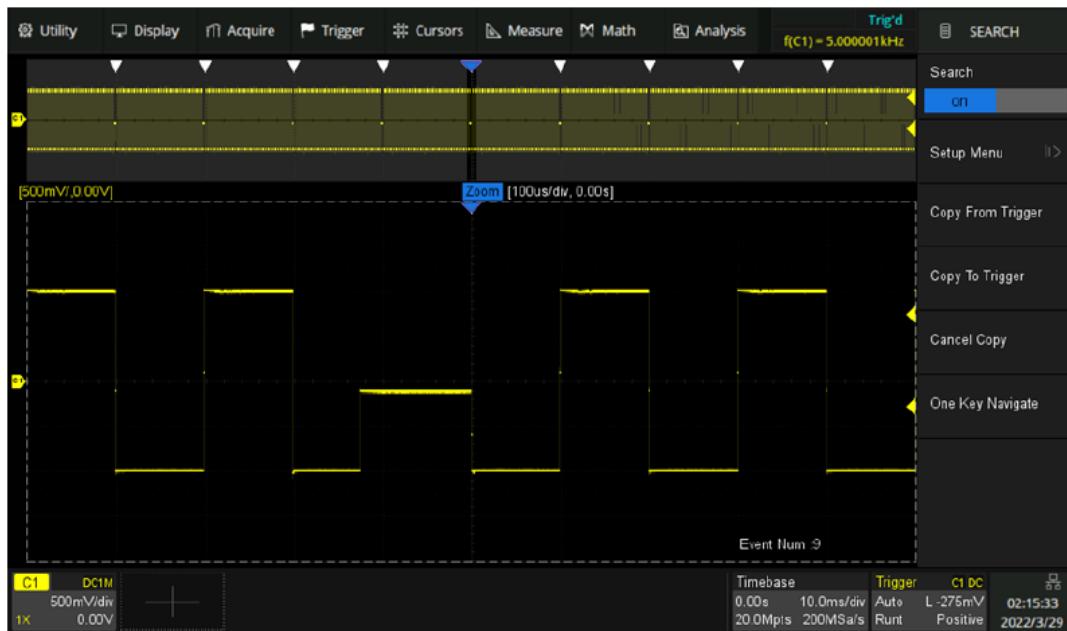 Utility Display Acquire Trigger Cursors Measure Math Analysis
Trig'd
f(C1) = 5.000001kHz
SEARCH
Search
on
Setup Menu
Copy From Trigger
Copy To Trigger
Cancel Copy
One Key Navigate
C1
[500mV/,0.00V]
Zoom [100us/div, 0.00s]
C1
Event Num :9
C1 DC1M
500mV/div
1X 0.00V
Timebase
0.00s 10.0ms/div
20.0Mpts 200MSa/s
Trigger C1 DC
Auto L -275mV
Runt Positive
02:15:33
2022/3/29